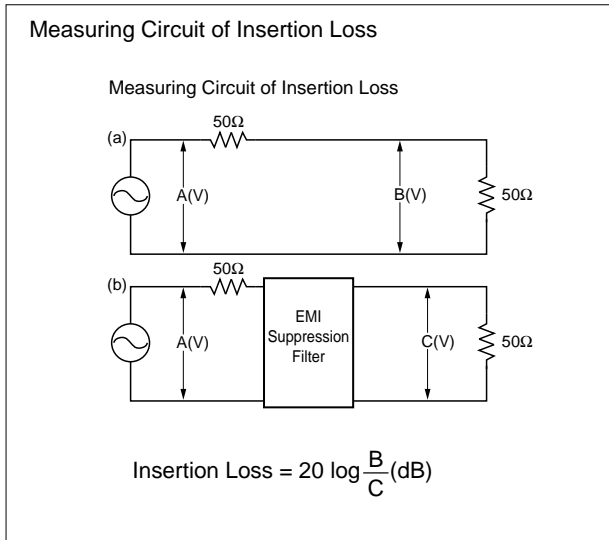 Measuring Circuit of Insertion Loss
Measuring Circuit of Insertion Loss
50Ω
(a)
A(V)
B(V)
50Ω
50Ω
(b)
A(V)
EMI
Suppression
Filter
C(V)
50Ω
Insertion Loss = 20 log B/C (dB)